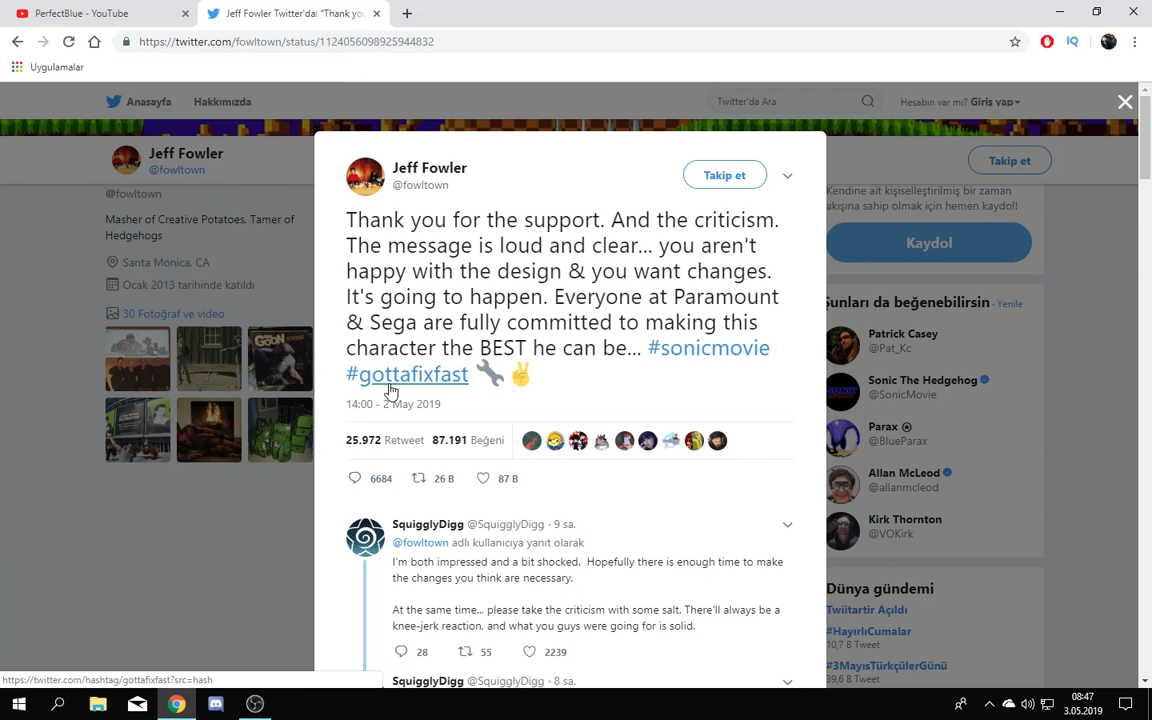 PerfectBlue - YouTube
Jeff Fowler Twitter'da: "Thank you
https://twitter.com/fowltown/status/1124056098925944832
Uygulamalar
Anasayfa
Hakkımızda
Twitter'da Ara
Hesabın var mı? Giriş yap
Jeff Fowler
@fowltown
Takip et
@fowltown
Masher of Creative Potatoes, Tamer of
Hedgehogs
Santa Monica, CA
Ocak 2013 tarihinde katıldı
30 Fotoğraf ve video
GOON
Jeff Fowler
@fowltown
Takip et
Thank you for the support. And the criticism.
The message is loud and clear... you aren't
happy with the design & you want changes.
It's going to happen. Everyone at Paramount
& Sega are fully committed to making this
character the BEST he can be... #sonicmovie
#gottafixfast 🔧✌
14:00 - 2 May 2019
25.972 Retweet 87.191 Beğeni
6684 26 B 87 B
SquigglyDigg @SquigglyDigg · 9 sa.
@fowltown adlı kullanıcıya yanıt olarak
I'm both impressed and a bit shocked. Hopefully there is enough time to make
the changes you think are necessary.
At the same time... please take the criticism with some salt. There'll always be a
knee-jerk reaction, and what you guys were going for is solid.
28 55 2239
SquigglyDigg @SquigglyDigg · 8 sa.
Kendine ait kişiselleştirilmiş bir zaman
akışına sahip olmak için hemen kaydol!
Kaydol
Şunları da beğenebilirsin · Yenile
Patrick Casey
@Pat_Kc
Sonic The Hedgehog
@SonicMovie
Parax
@BlueParax
Allan McLeod
@allanmcleod
Kirk Thornton
@VOKirk
Dünya gündemi
Twiitartir Açıldı
#HayırlıCumalar
10,7 B Tweet
#3MayısTürkçülerGünü
39,6 B Tweet
https://twitter.com/hashtag/gottafixfast?src=hash
08:47
3.05.2019